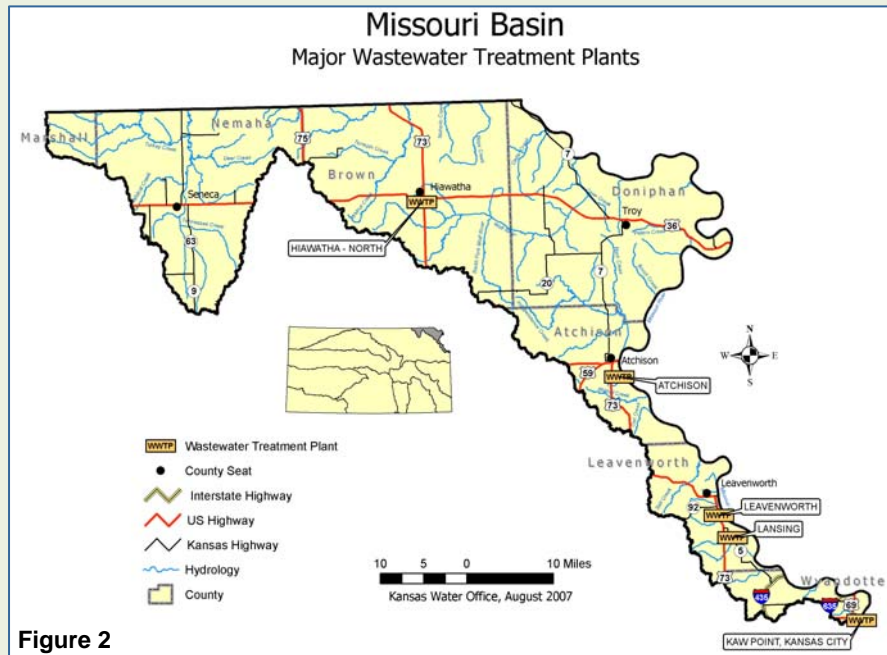 Missouri Basin
Major Wastewater Treatment Plants
Marshall
Nemaha
75
73
Brown
7
Doniphan
Seneca
Hiawatha
WWTP
HIAWATHA - NORTH
Troy
36
63
9
20
7
Atchison
Atchison
59
WWTP
ATCHISON
73
N
W
E
S
Leavenworth
Leavenworth
92
WWTP
LEAVENWORTH
WWTP
LANSING
5
73
Wyandotte
435
635
69
WWTP
KAW POINT, KANSAS CITY
WWTP Wastewater Treatment Plant
County Seat
Interstate Highway
US Highway
Kansas Highway
Hydrology
County
10 5 0 10 Miles
Kansas Water Office, August 2007
Figure 2